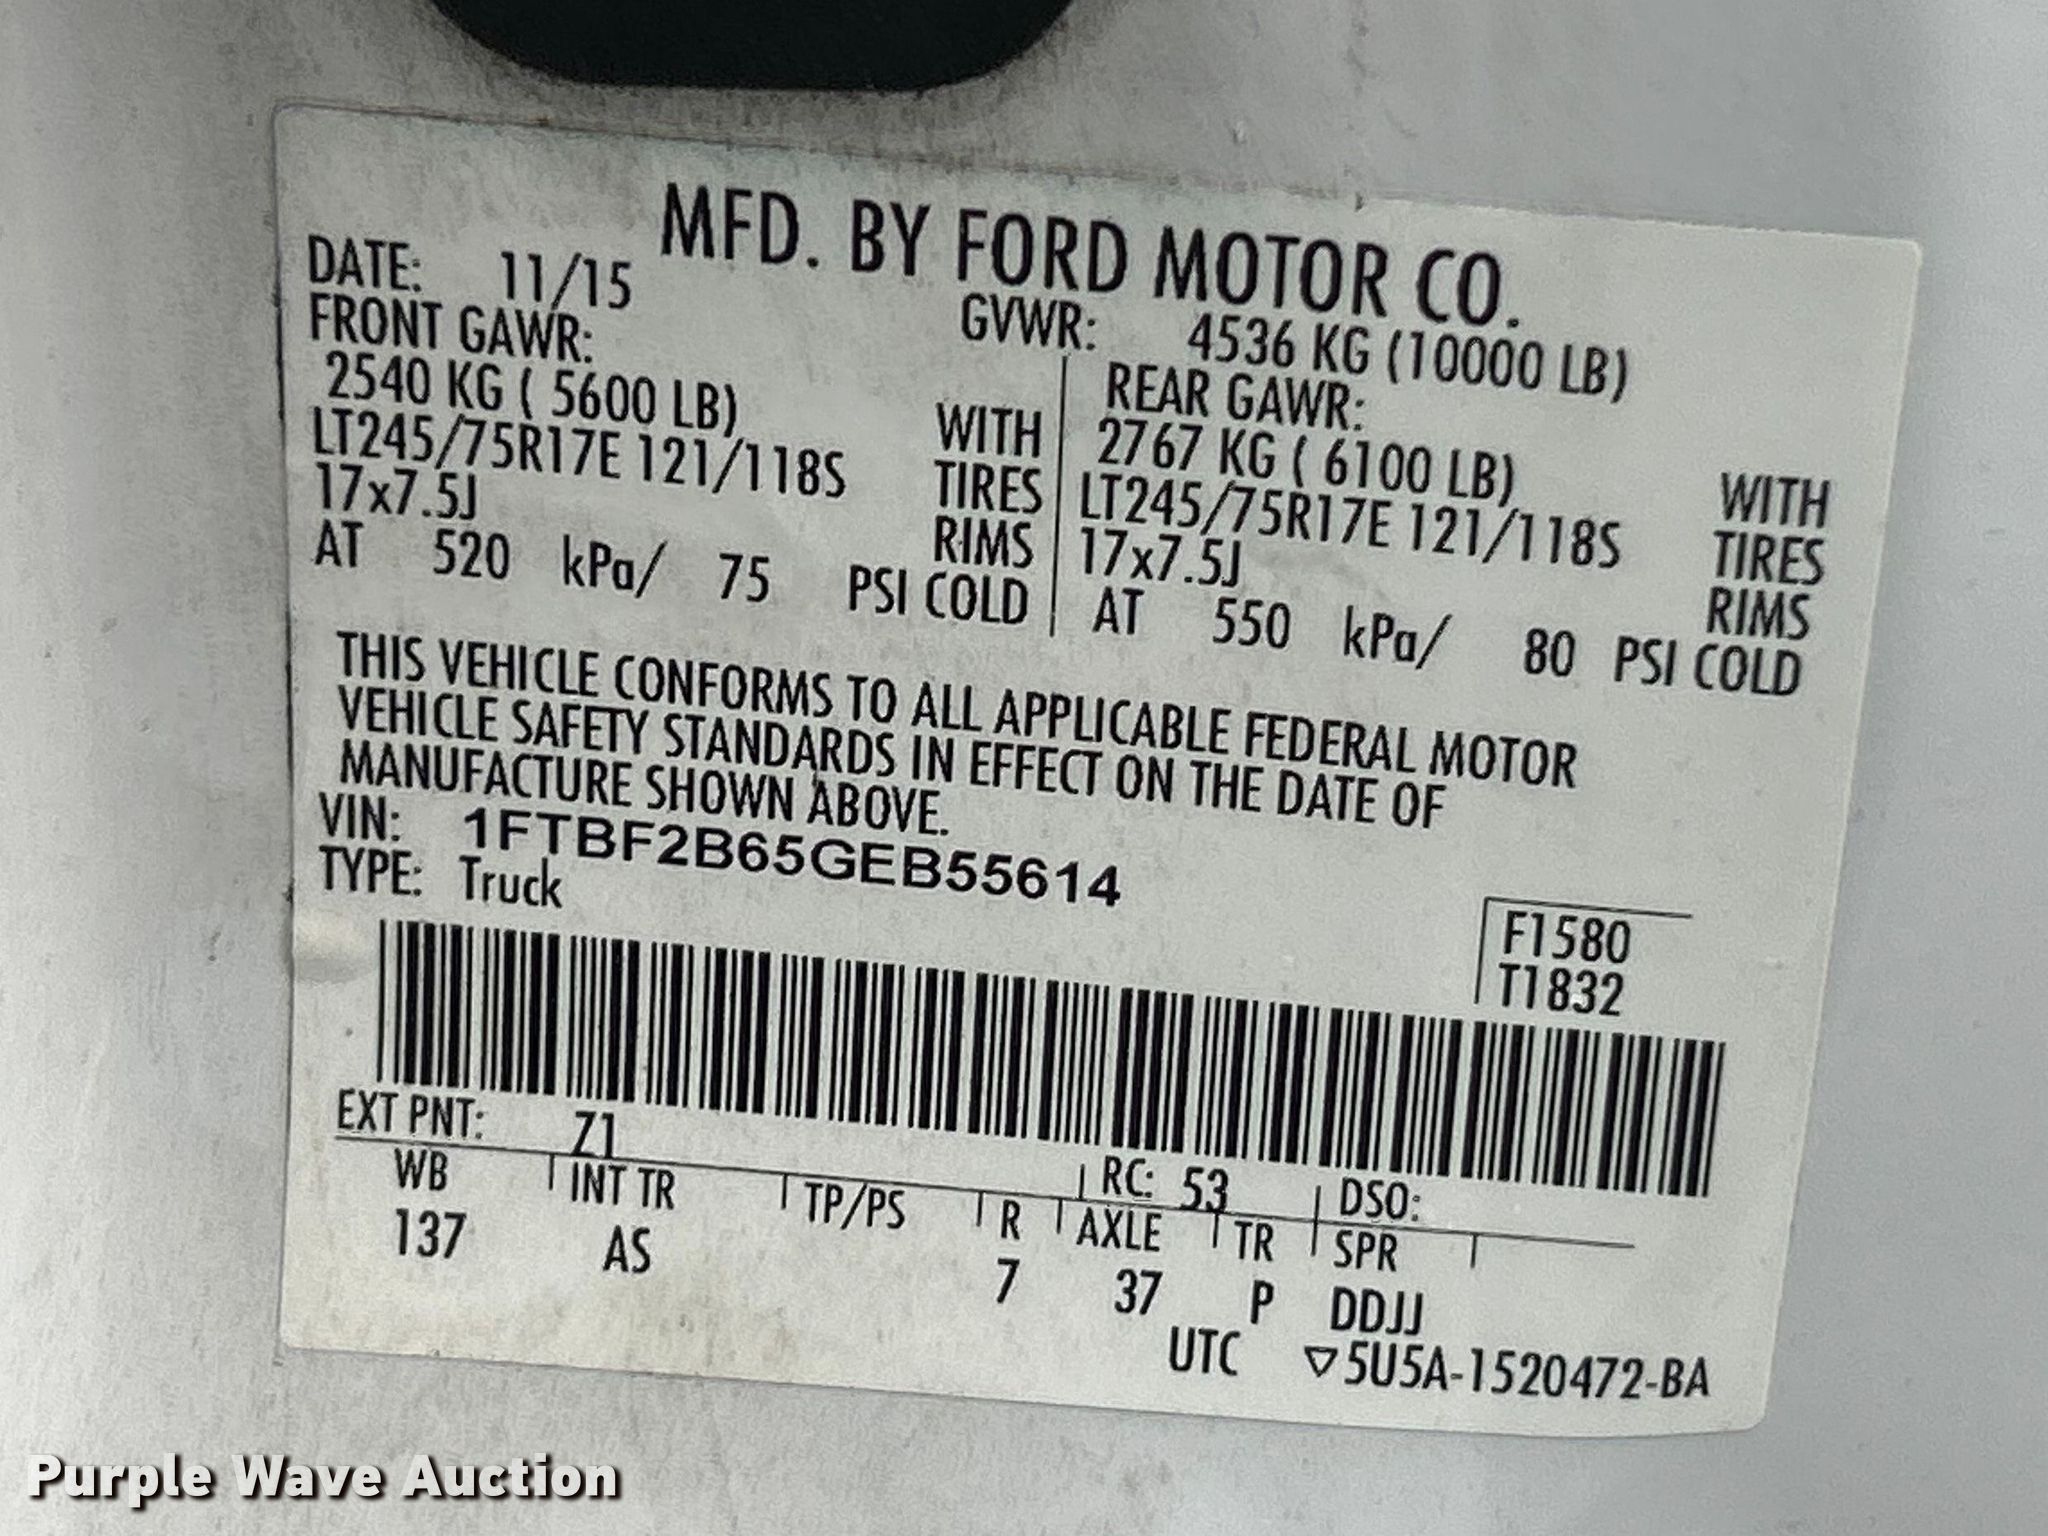 MFD. BY FORD MOTOR CO.
DATE: 11/15
GVWR: 4536 KG (10000 LB)
FRONT GAWR:
2540 KG ( 5600 LB) WITH
LT245/75R17E 121/118S TIRES
17x7.5J RIMS
AT 520 kPa/ 75 PSI COLD
REAR GAWR:
2767 KG ( 6100 LB) WITH
LT245/75R17E 121/118S TIRES
17x7.5J RIMS
AT 550 kPa/ 80 PSI COLD
THIS VEHICLE CONFORMS TO ALL APPLICABLE FEDERAL MOTOR
VEHICLE SAFETY STANDARDS IN EFFECT ON THE DATE OF
MANUFACTURE SHOWN ABOVE.
VIN: 1FTBF2B65GEB55614
TYPE: Truck
F1580
T1832
EXT PNT: Z1 RC: 53 DSO:
WB INT TR TP/PS R AXLE TR SPR
137 AS 7 37 P DDJJ
UTC ▽5U5A-1520472-BA
Purple Wave Auction